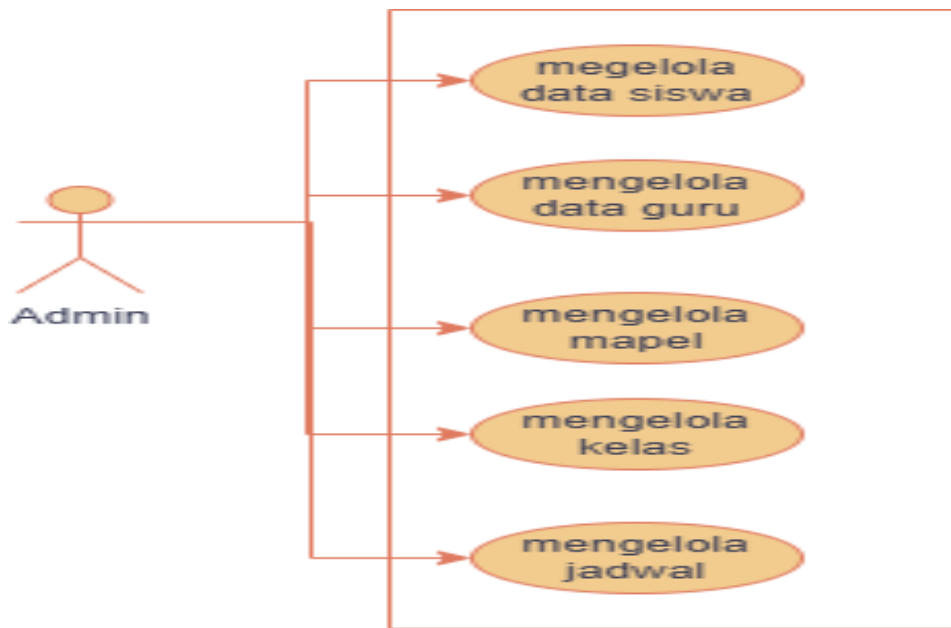 megelola
data siswa
mengelola
data guru
Admin
mengelola
mapel
mengelola
kelas
mengelola
jadwal